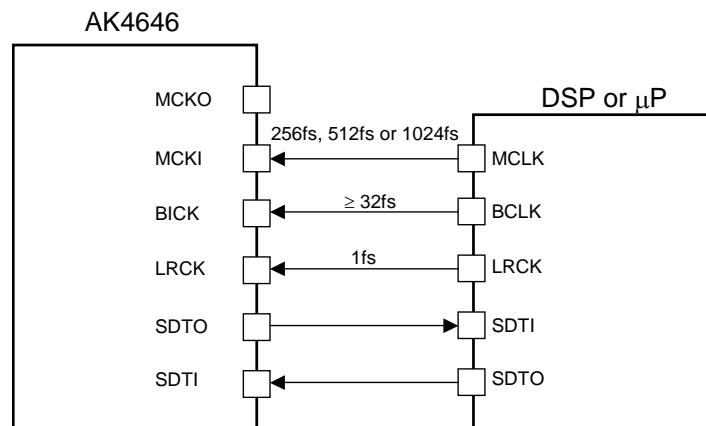 AK4646
DSP or μP
MCKO
256fs, 512fs or 1024fs
MCKI
MCLK
≥ 32fs
BICK
BCLK
1fs
LRCK
LRCK
SDTO
SDTI
SDTI
SDTO